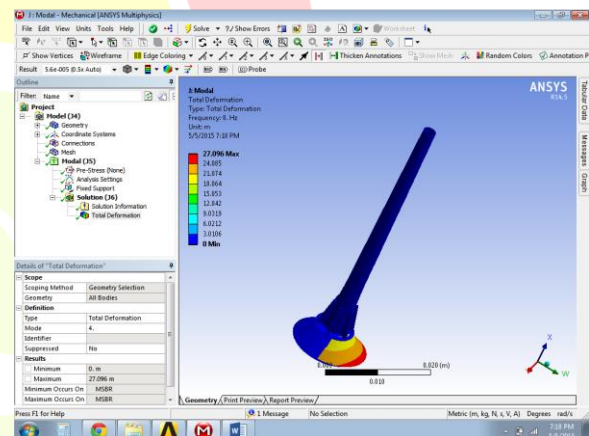 J : Modal - Mechanical [ANSYS Multiphysics]
File Edit View Units Tools Help Solve ?/ Show Errors Worksheet
Show Vertices Wireframe Edge Coloring Thicken Annotations Show Mesh Random Colors Annotation P
Result 5.6e-005 (0.5x Auto) Probe
Outline
Filter: Name
Project
Model (J4)
Geometry
Coordinate Systems
Connections
Mesh
Modal (J5)
Pre-Stress (None)
Analysis Settings
Fixed Support
Solution (J6)
Solution Information
Total Deformation
Details of "Total Deformation"
Scope
Scoping Method Geometry Selection
Geometry All Bodies
Definition
Type Total Deformation
Mode 4.
Identifier
Suppressed No
Results
Minimum 0. m
Maximum 27.096 m
Minimum Occurs On MSBR
Maximum Occurs On MSBR
J: Modal
Total Deformation
Type: Total Deformation
Frequency: 8. Hz
Unit: m
5/5/2015 7:18 PM
27.096 Max
24.085
21.074
18.064
15.053
12.042
9.0319
6.0212
3.0106
0 Min
ANSYS
R14.5
0.000
0.020 (m)
0.010
X
W
Geometry Print Preview Report Preview
Tabular Data
Messages
Graph
Press F1 for Help 1 Message No Selection Metric (m, kg, N, s, V, A) Degrees rad/s
7:18 PM